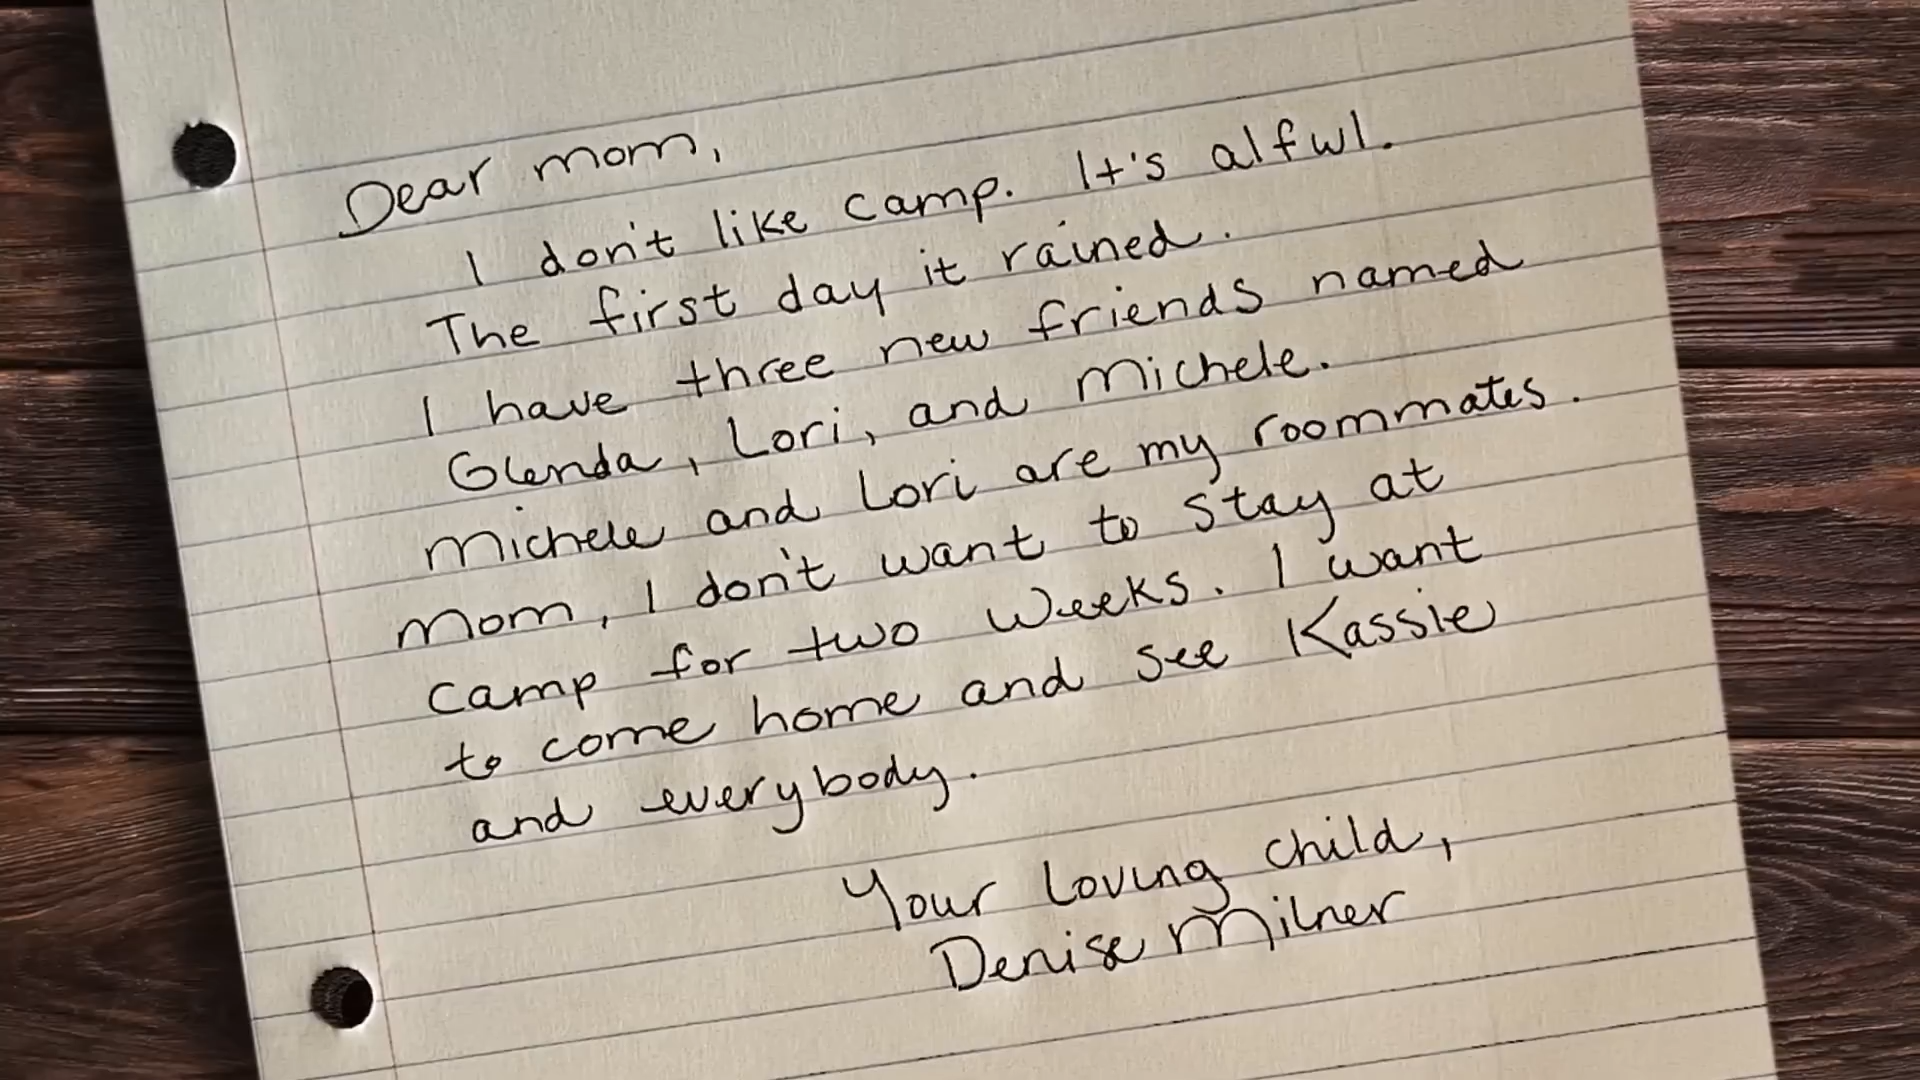 Dear mom,
I don't like camp. It's alfwl.
The first day it rained.
I have three new friends named
Glenda, Lori, and Michele.
Michele and Lori are my roommates.
Mom, I don't want to stay at
camp for two weeks. I want
to come home and see Kassie
and everybody.
Your loving child,
Denise Milner